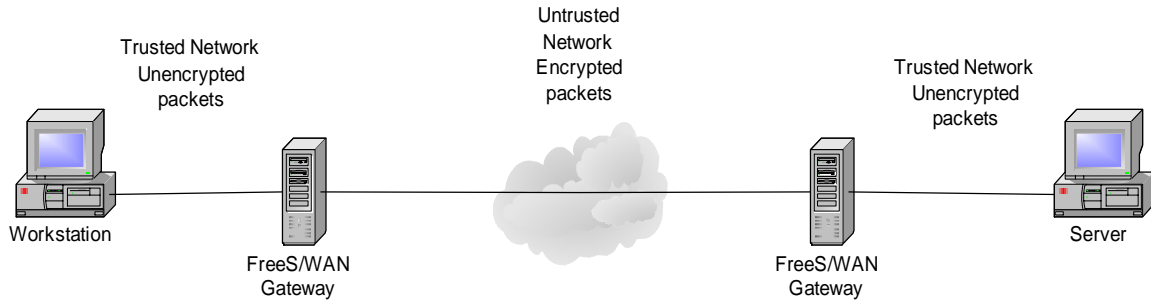 Trusted Network
Unencrypted
packets
Untrusted
Network
Encrypted
packets
Trusted Network
Unencrypted
packets
Workstation
FreeS/WAN
Gateway
FreeS/WAN
Gateway
Server